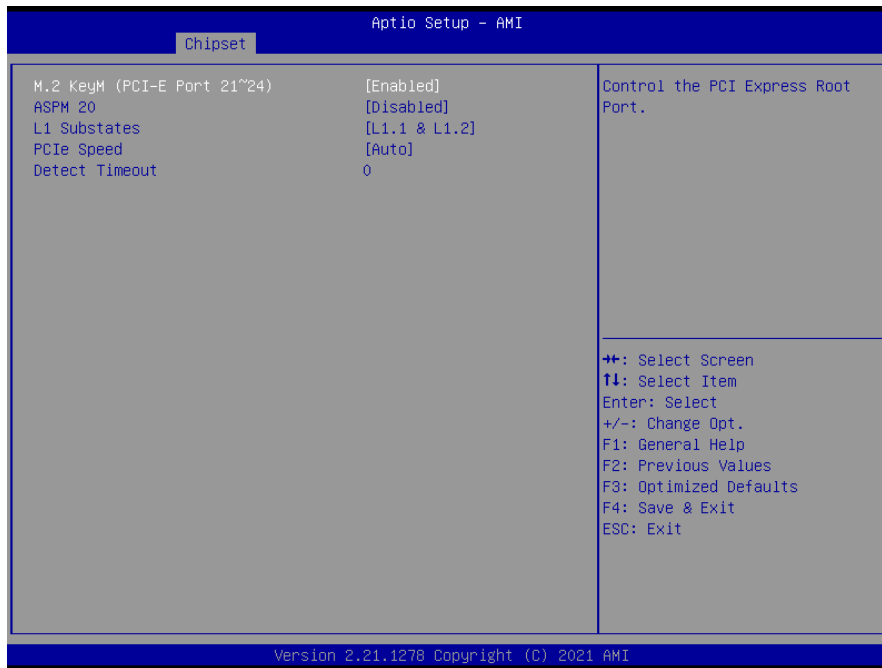 Aptio Setup - AMI
Chipset
M.2 KeyM (PCI-E Port 21~24) [Enabled]
ASPM 20 [Disabled]
L1 Substates [L1.1 & L1.2]
PCIe Speed [Auto]
Detect Timeout 0
Control the PCI Express Root
Port.
→←: Select Screen
↑↓: Select Item
Enter: Select
+/-: Change Opt.
F1: General Help
F2: Previous Values
F3: Optimized Defaults
F4: Save & Exit
ESC: Exit
Version 2.21.1278 Copyright (C) 2021 AMI